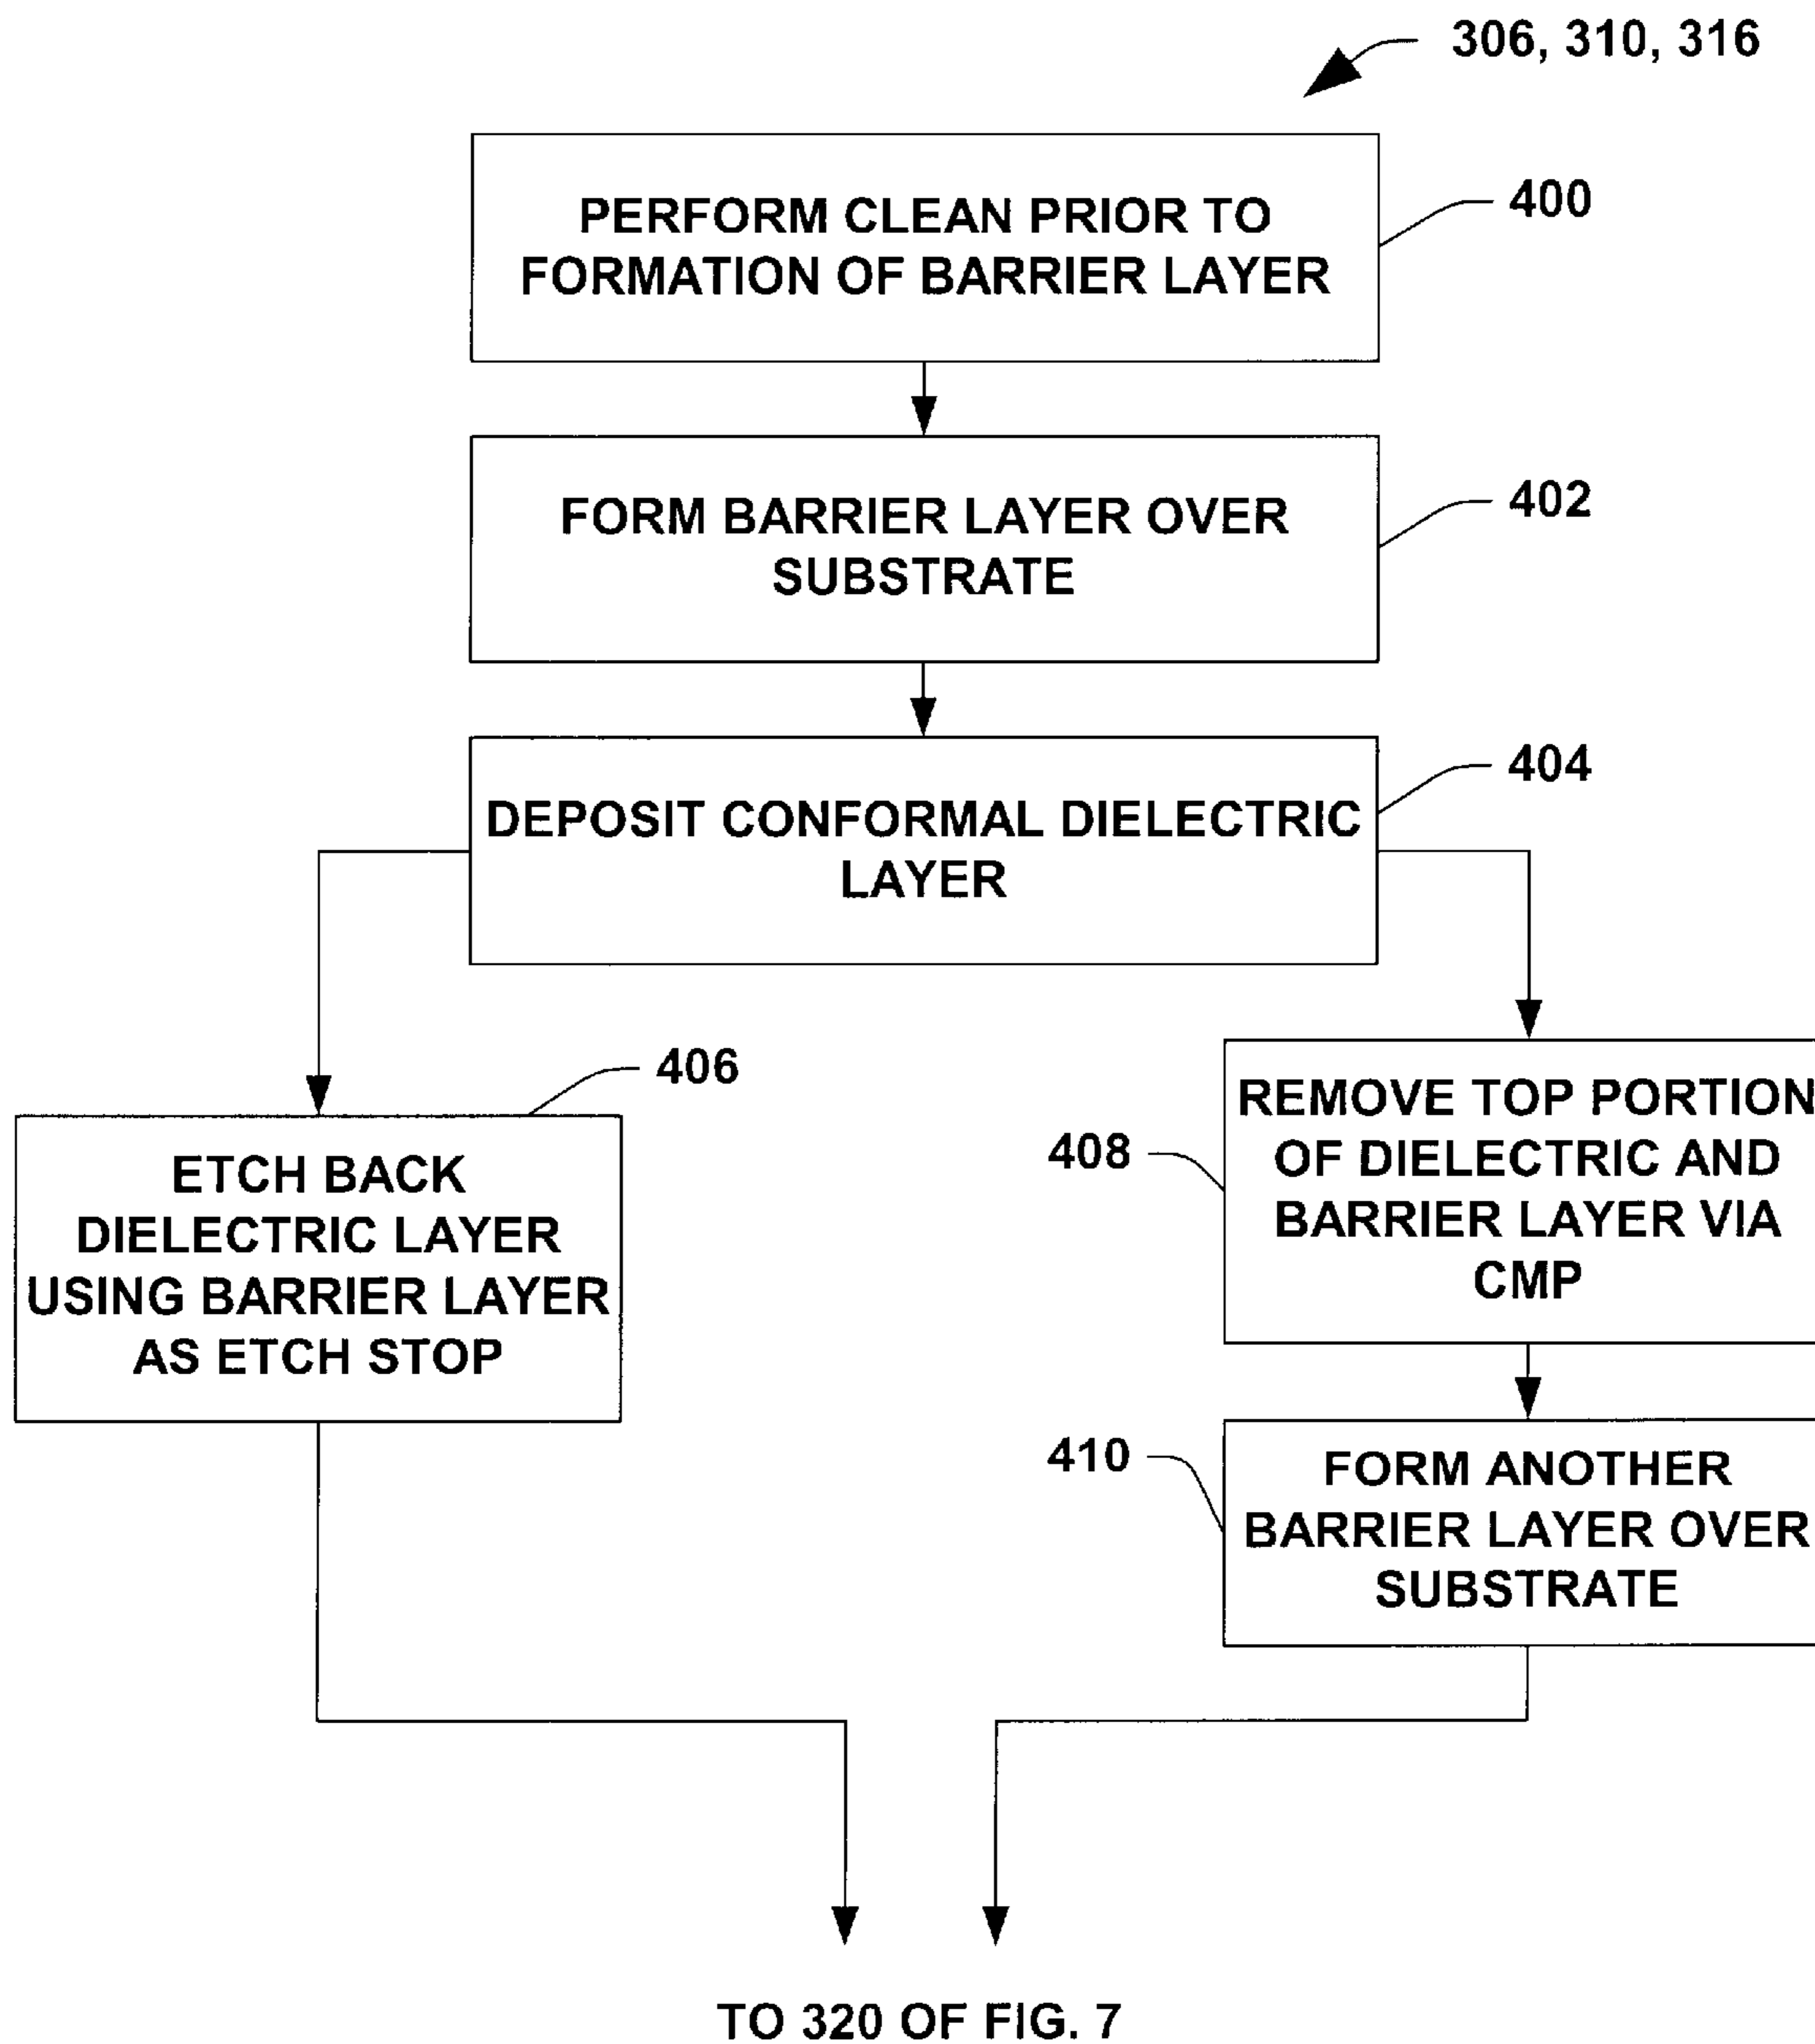 306, 310, 316
PERFORM CLEAN PRIOR TO
FORMATION OF BARRIER LAYER
400
FORM BARRIER LAYER OVER
SUBSTRATE
402
DEPOSIT CONFORMAL DIELECTRIC
LAYER
404
406
ETCH BACK
DIELECTRIC LAYER
USING BARRIER LAYER
AS ETCH STOP
408
REMOVE TOP PORTION
OF DIELECTRIC AND
BARRIER LAYER VIA
CMP
410
FORM ANOTHER
BARRIER LAYER OVER
SUBSTRATE
TO 320 OF FIG. 7